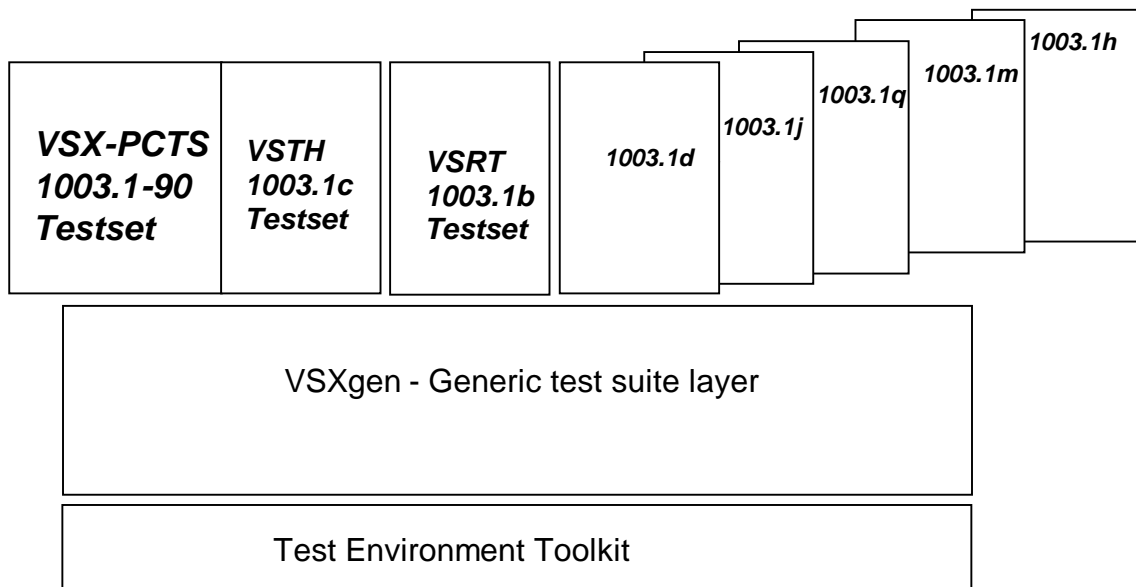 VSX-PCTS
1003.1-90
Testset
VSTH
1003.1c
Testset
VSRT
1003.1b
Testset
1003.1d
1003.1j
1003.1q
1003.1m
1003.1h
VSXgen - Generic test suite layer
Test Environment Toolkit